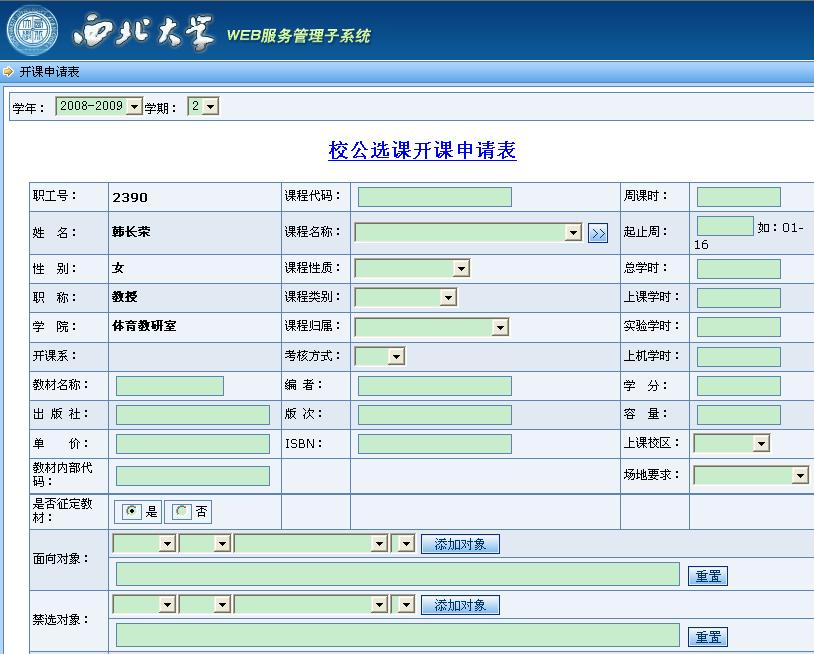 西北大学 WEB服务管理子系统
开课申请表
学年： 2008-2009 学期： 2
校公选课开课申请表
职工号： 2390 课程代码： 周课时：
姓 名： 韩长荣 课程名称： >> 起止周： 如：01-16
性 别： 女 课程性质： 总学时：
职 称： 教授 课程类别： 上课学时：
学 院： 体育教研室 课程归属： 实验学时：
开课系： 考核方式： 上机学时：
教材名称： 编 者： 学 分：
出 版 社： 版 次： 容 量：
单 价： ISBN： 上课校区：
教材内部代码： 场地要求：
是否征定教材： 是 否
面向对象： 添加对象
重置
禁选对象： 添加对象
重置